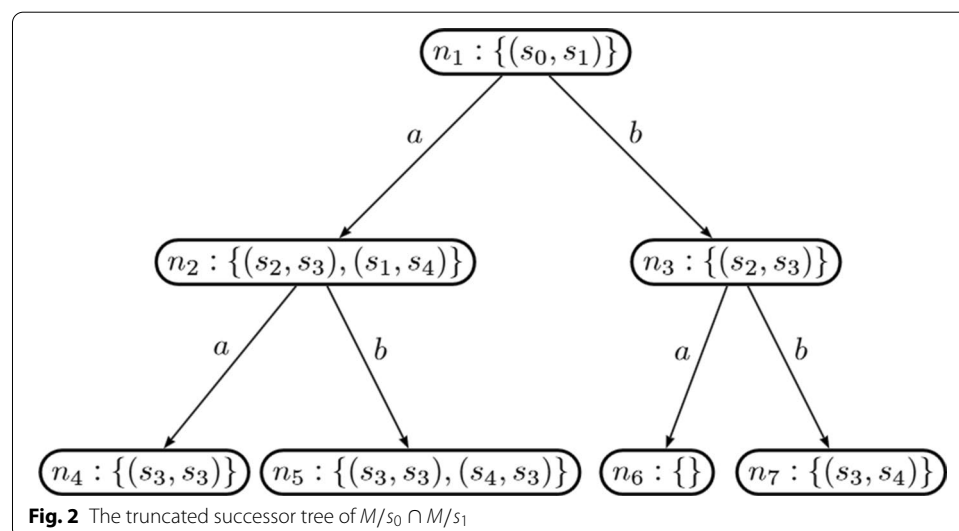 n₁ : {(s₀, s₁)}
a b
n₂ : {(s₂, s₃), (s₁, s₄)} n₃ : {(s₂, s₃)}
a b a b
n₄ : {(s₃, s₃)} n₅ : {(s₃, s₃), (s₄, s₃)} n₆ : {} n₇ : {(s₃, s₄)}
Fig. 2 The truncated successor tree of M/s₀ ∩ M/s₁